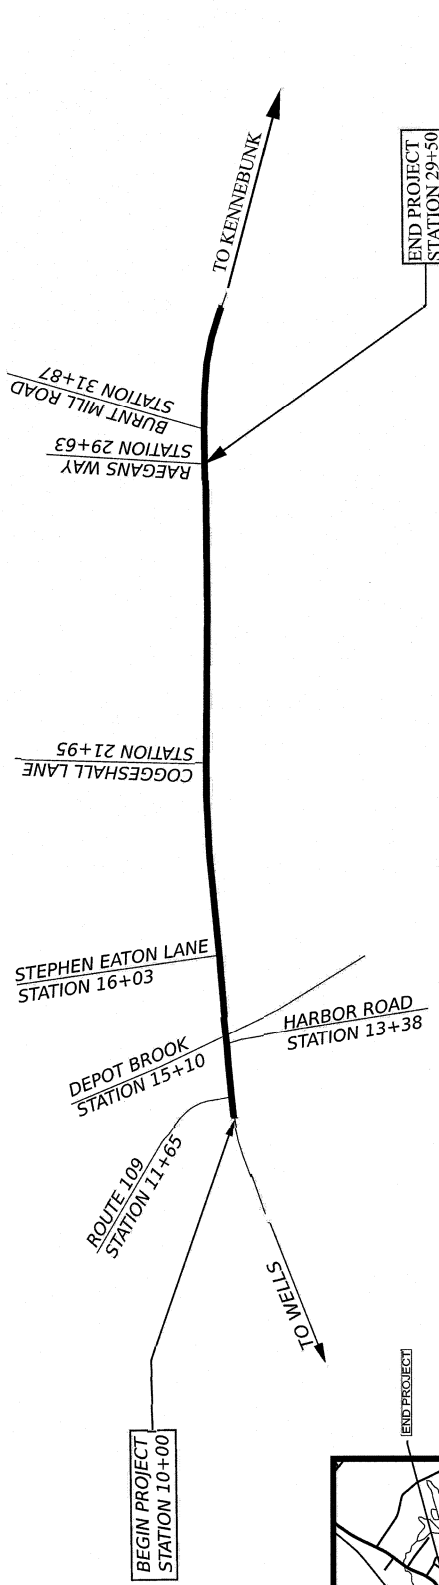 TO KENNEBUNK
END PROJECT
STATION 29+50
BURNT MILL ROAD
STATION 31+87
RAEGANS WAY
STATION 29+63
COGGESHALL LANE
STATION 21+95
STEPHEN EATON LANE
STATION 16+03
HARBOR ROAD
STATION 13+38
DEPOT BROOK
STATION 15+10
ROUTE 109
STATION 11+65
TO WELLS
BEGIN PROJECT
STATION 10+00
END PROJECT